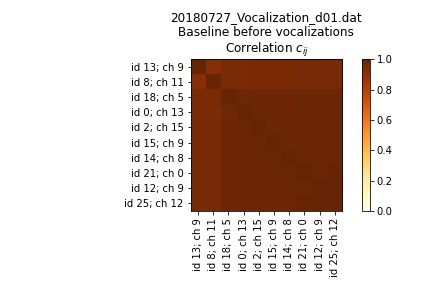 20180727_Vocalization_d01.dat
Baseline before vocalizations
Correlation c_{ij}
id 13; ch 9
id 8; ch 11
id 18; ch 5
id 0; ch 13
id 2; ch 15
id 15; ch 9
id 14; ch 8
id 21; ch 0
id 12; ch 9
id 25; ch 12
1.0
0.8
0.6
0.4
0.2
0.0
id 13; ch 9
id 8; ch 11
id 18; ch 5
id 0; ch 13
id 2; ch 15
id 15; ch 9
id 14; ch 8
id 21; ch 0
id 12; ch 9
id 25; ch 12